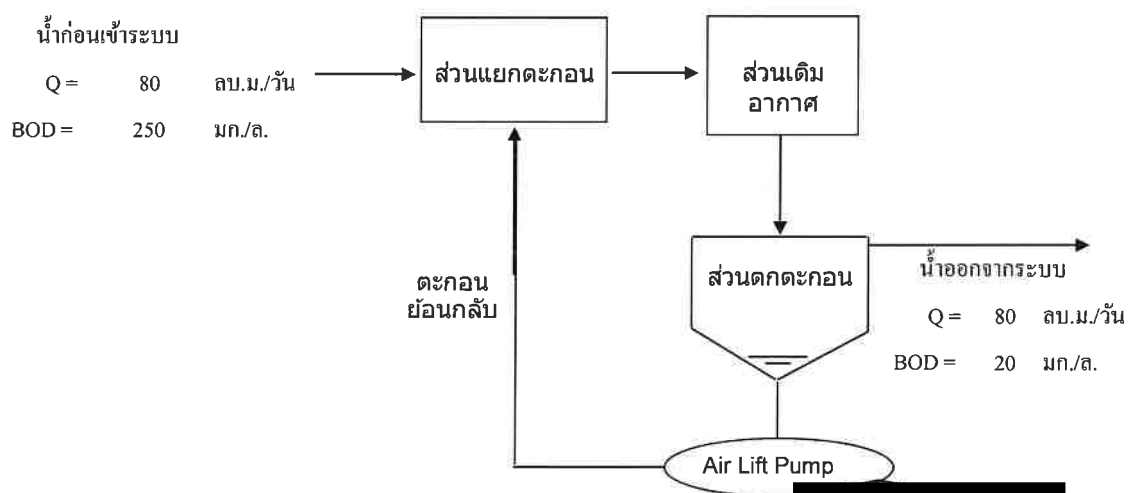 น้ำก่อนเข้าระบบ
Q = 80 ลบ.ม./วัน
BOD = 250 มก./ล.
ส่วนแยกตะกอน
ส่วนเติม
อากาศ
ตะกอน
ย้อนกลับ
ส่วนตกตะกอน
น้ำออกจากระบบ
Q = 80 ลบ.ม./วัน
BOD = 20 มก./ล.
Air Lift Pump